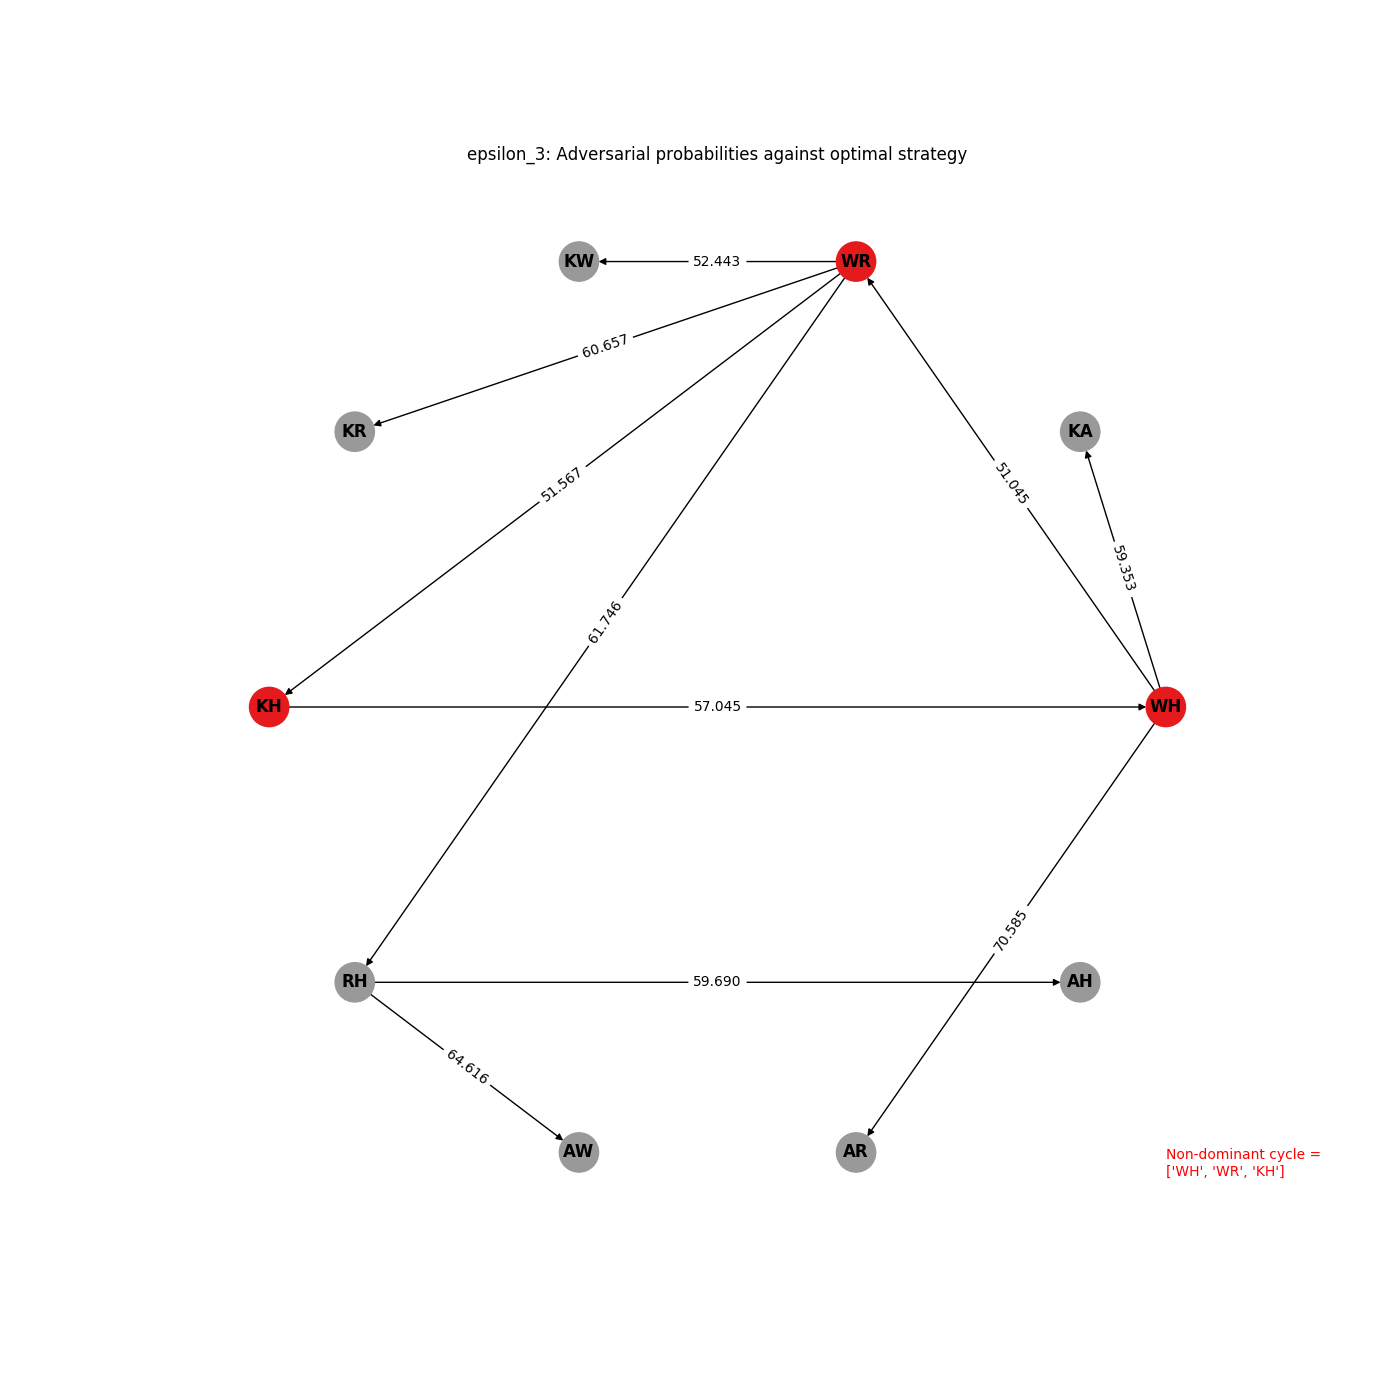 epsilon_3: Adversarial probabilities against optimal strategy
KW
52.443
WR
60.657
KR
KA
51.567
51.045
59.353
61.746
KH
57.045
WH
70.585
RH
59.690
AH
64.616
AW
AR
Non-dominant cycle =
['WH', 'WR', 'KH']